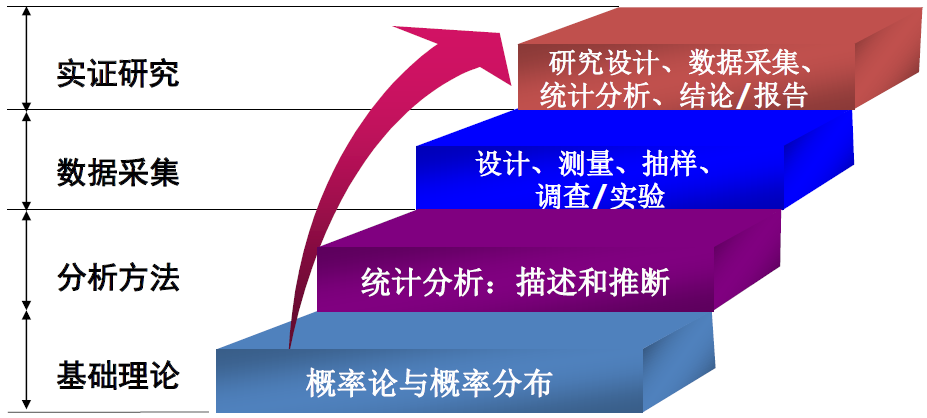 实证研究
研究设计、数据采集、
统计分析、结论/报告
数据采集
设计、测量、抽样、
调查/实验
分析方法
统计分析：描述和推断
基础理论
概率论与概率分布